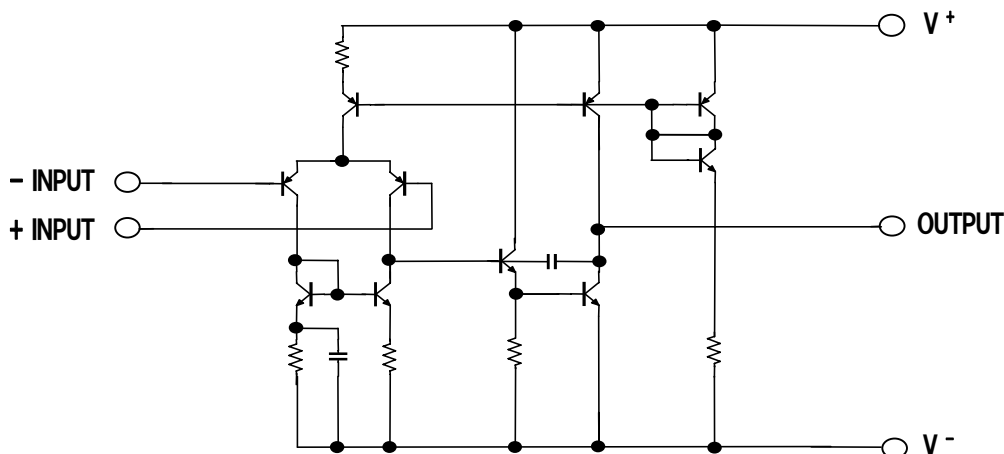 V+
- INPUT
+ INPUT
OUTPUT
V-